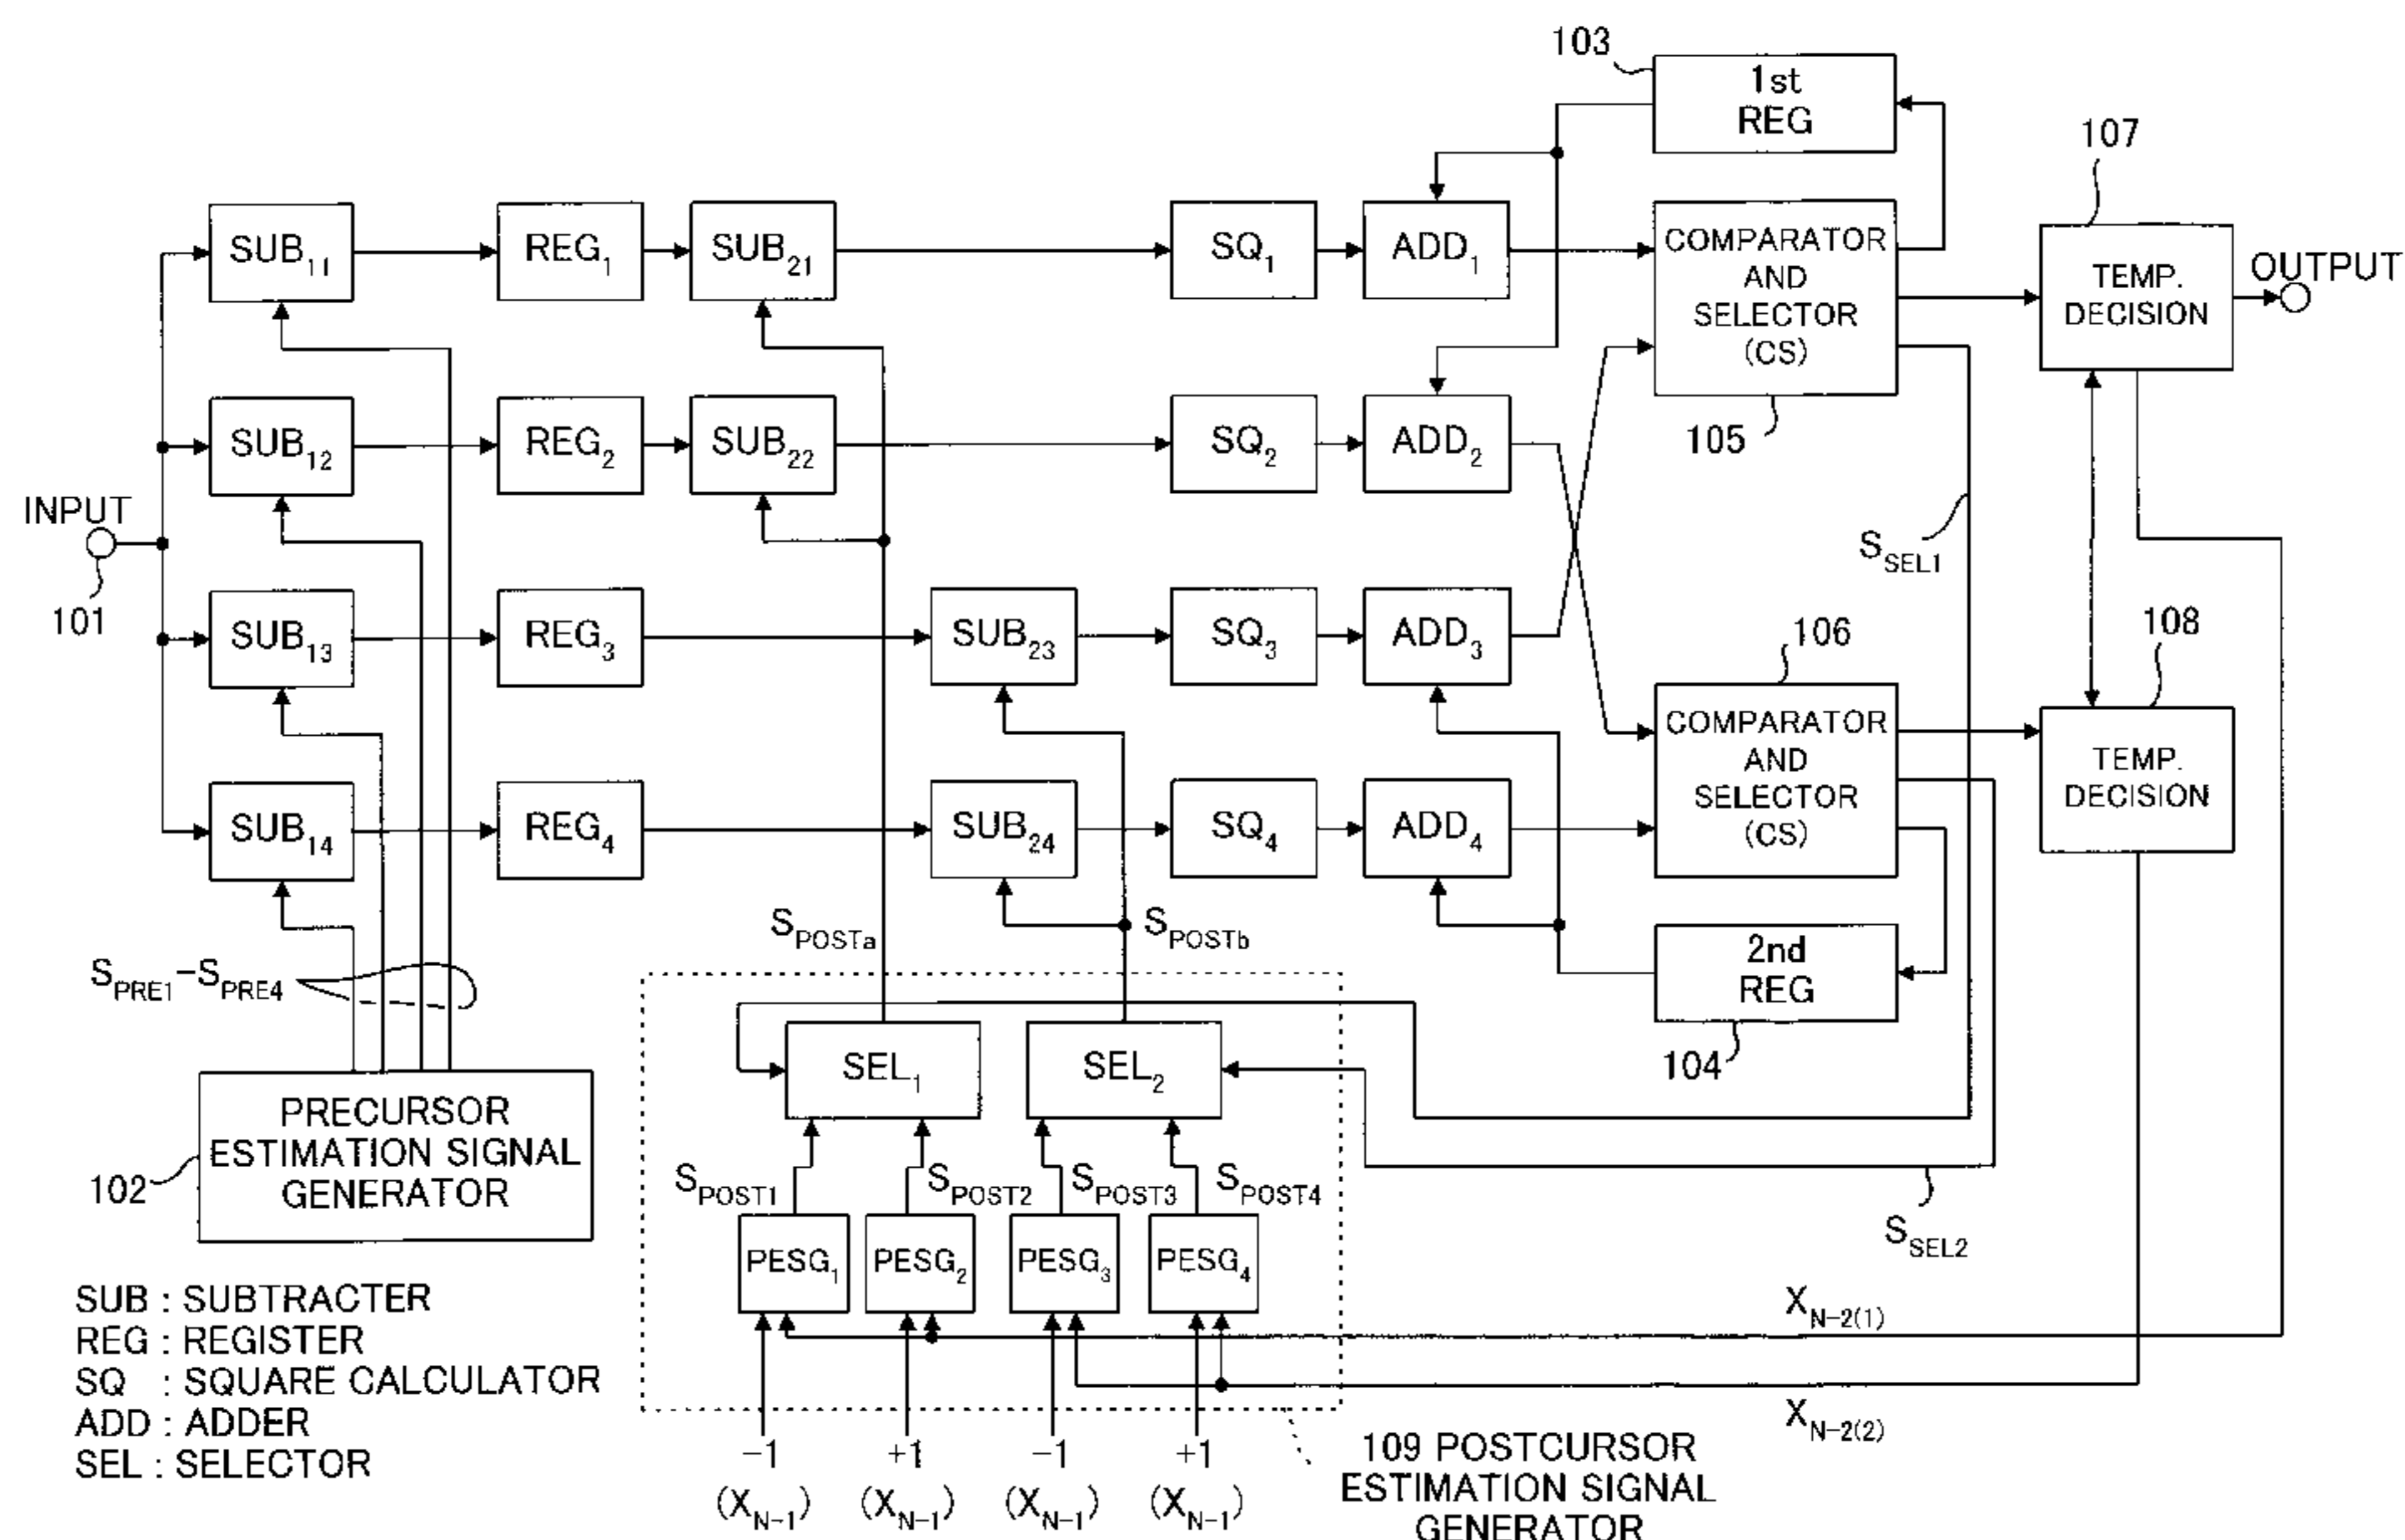 103
1st
REG
107
SUB11
REG1
SUB21
SQ1
ADD1
COMPARATOR
AND
SELECTOR
(CS)
TEMP.
DECISION
OUTPUT
105
SUB12
REG2
SUB22
SQ2
ADD2
INPUT
101
SSEL1
SUB13
REG3
SUB23
SQ3
ADD3
106
108
COMPARATOR
AND
SELECTOR
(CS)
TEMP.
DECISION
SUB14
REG4
SUB24
SQ4
ADD4
SPOSTa
SPOSTb
2nd
REG
104
SPRE1-SPRE4
SEL1
SEL2
PRECURSOR
ESTIMATION SIGNAL
GENERATOR
102
SPOST1
SPOST2
SPOST3
SPOST4
SSEL2
PESG1
PESG2
PESG3
PESG4
XN-2(1)
XN-2(2)
SUB : SUBTRACTER
REG : REGISTER
SQ : SQUARE CALCULATOR
ADD : ADDER
SEL : SELECTOR
-1
+1
-1
+1
(XN-1)
(XN-1)
(XN-1)
(XN-1)
109 POSTCURSOR
ESTIMATION SIGNAL
GENERATOR